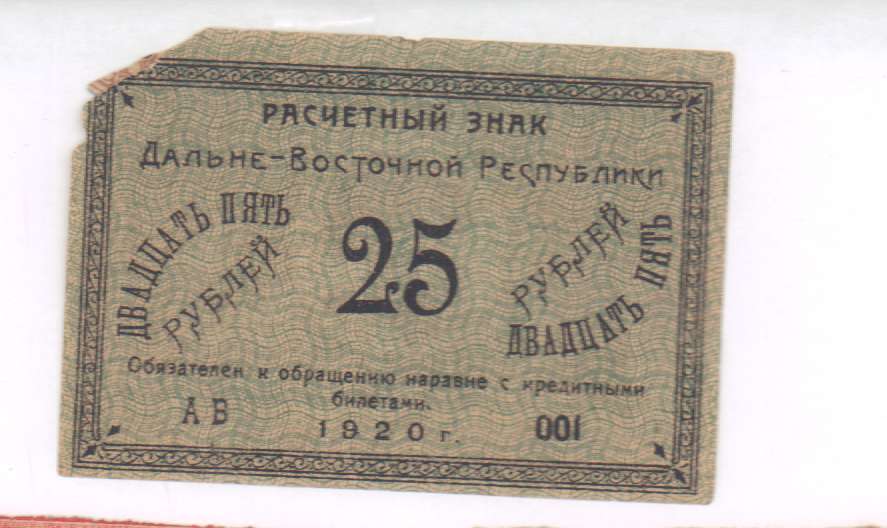 РАСЧЕТНЫЙ ЗНАК
ДАЛЬНЕ-ВОСТОЧНОЙ РЕСПУБЛИКИ
ДВАДЦАТЬ ПЯТЬ
РУБЛЕЙ
25
РУБЛЕЙ
ДВАДЦАТЬ ПЯТЬ
Обязателен к обращению наравне с кредитными
билетами.
АВ
1920 г.
001